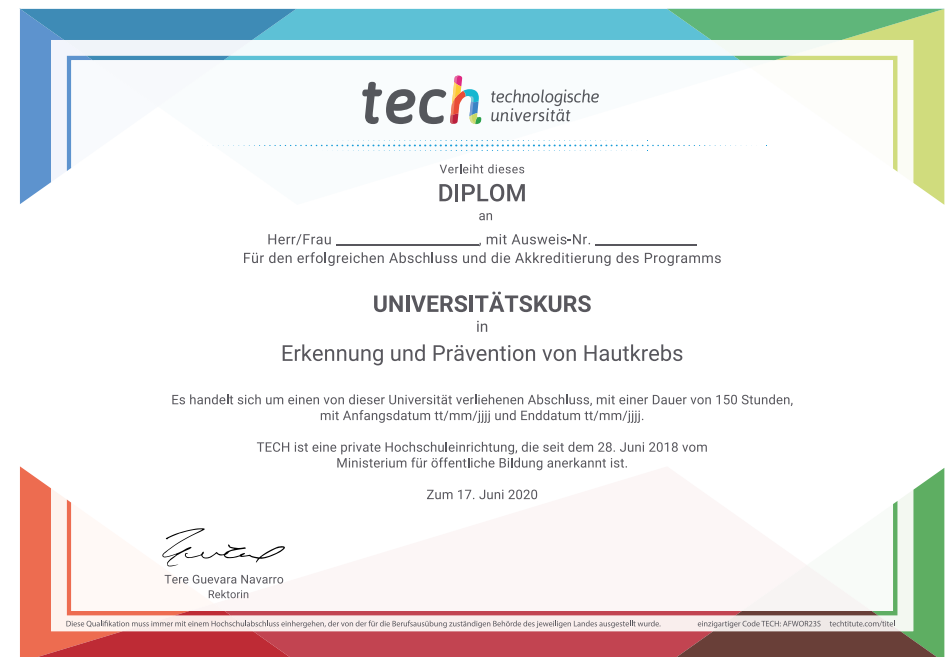 tech technologische
universität
Verleiht dieses
DIPLOM
an
Herr/Frau ____________________, mit Ausweis-Nr. ______________
Für den erfolgreichen Abschluss und die Akkreditierung des Programms
UNIVERSITÄTSKURS
in
Erkennung und Prävention von Hautkrebs
Es handelt sich um einen von dieser Universität verliehenen Abschluss, mit einer Dauer von 150 Stunden,
mit Anfangsdatum tt/mm/jjjj und Enddatum tt/mm/jjjj.
TECH ist eine private Hochschuleinrichtung, die seit dem 28. Juni 2018 vom
Ministerium für öffentliche Bildung anerkannt ist.
Zum 17. Juni 2020
Tere Guevara Navarro
Rektorin
Diese Qualifikation muss immer mit einem Hochschulabschluss einhergehen, der von der für die Berufsausübung zuständigen Behörde des jeweiligen Landes ausgestellt wurde. einzigartiger Code TECH: AFWOR23S techtitute.com/titel